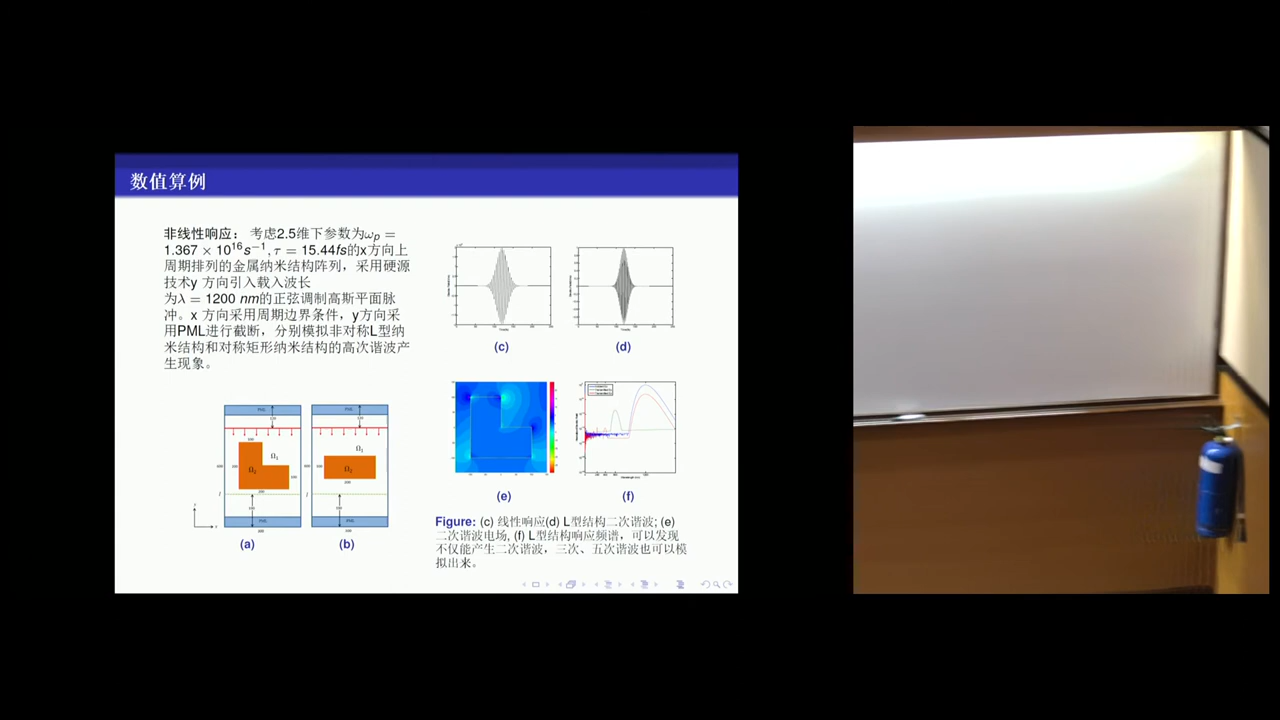 数值算例
非线性响应： 考虑2.5维下参数为ωp =
1.367 × 10^16 s^−1, τ = 15.44fs的x方向上
周期排列的金属纳米结构阵列，采用硬源
技术y 方向引入载入波长
为λ = 1200 nm的正弦调制高斯平面脉
冲。x 方向采用周期边界条件，y方向采
用PML进行截断，分别模拟非对称L型纳
米结构和对称矩形纳米结构的高次谐波产
生现象。
(c)
(d)
(e)
(f)
PML
PML
Ω1
Ω2
Ω1
Ω2
PML
PML
(a)
(b)
Figure: (c) 线性响应(d) L型结构二次谐波; (e)
二次谐波电场, (f) L型结构响应频谱，可以发现
不仅能产生二次谐波，三次、五次谐波也可以模
拟出来。